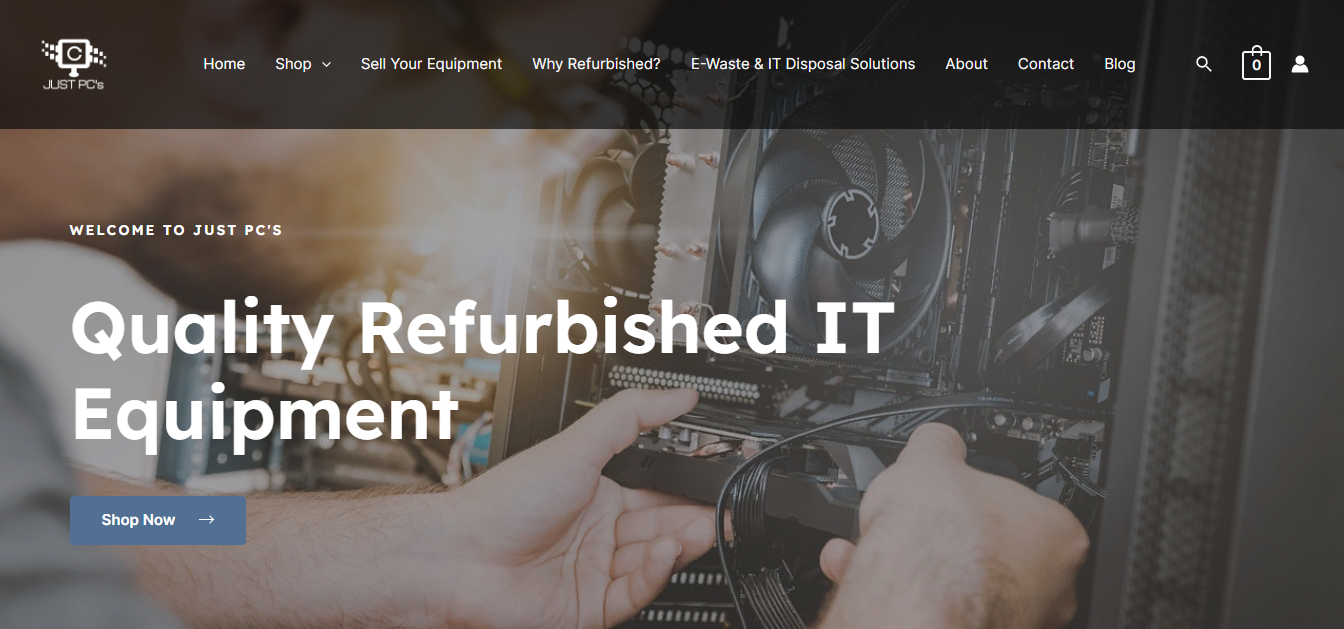 C
JUST PC's
Home
Shop
Sell Your Equipment
Why Refurbished?
E-Waste & IT Disposal Solutions
About
Contact
Blog
0
WELCOME TO JUST PC'S
Quality Refurbished IT
Equipment
Shop Now